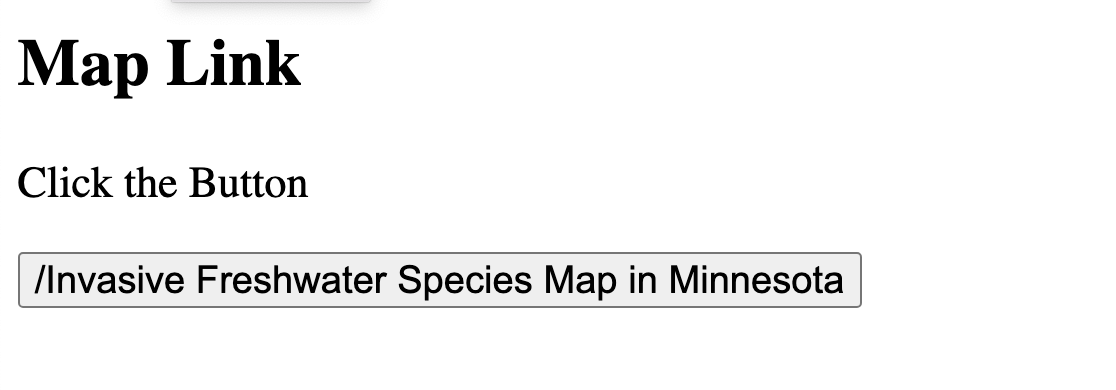 Map Link
Click the Button
/Invasive Freshwater Species Map in Minnesota